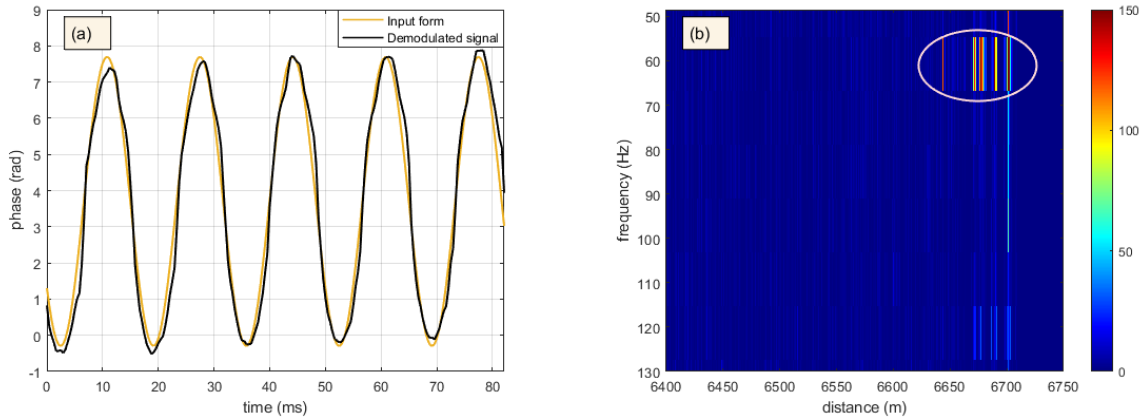 (a)
Input form
Demodulated signal
9
8
7
6
5
4
3
2
1
0
-1
phase (rad)
0 10 20 30 40 50 60 70 80
time (ms)
(b)
50
60
70
80
90
100
110
120
130
frequency (Hz)
6400 6450 6500 6550 6600 6650 6700 6750
distance (m)
150
100
50
0